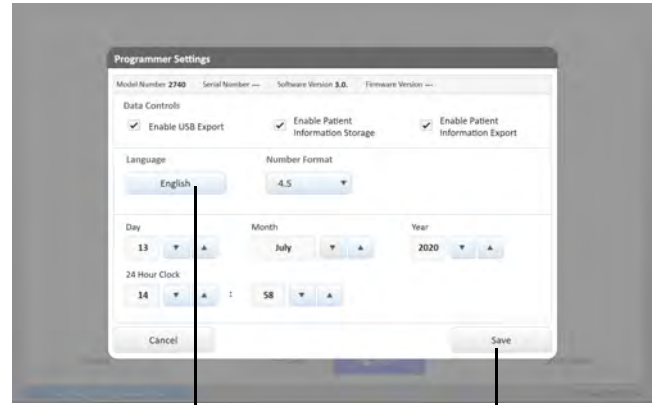 Programmer Settings
Model Number 2740 Serial Number --- Software Version 3.0. Firmware Version ---
Data Controls
Enable USB Export
Enable Patient
Information Storage
Enable Patient
Information Export
Language Number Format
English 4.5
Day Month Year
13 July 2020
24 Hour Clock
14 : 58
Cancel Save